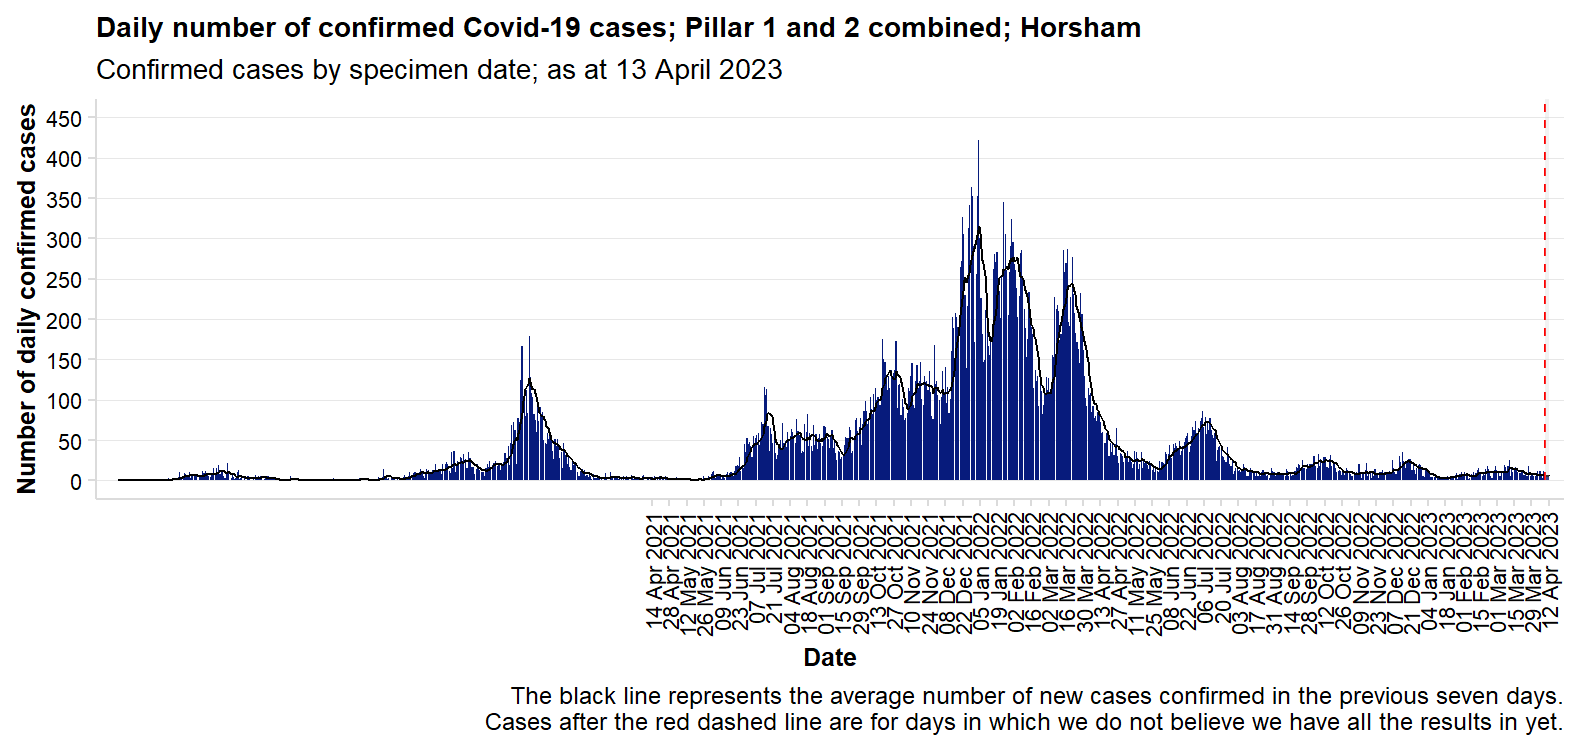 Daily number of confirmed Covid-19 cases; Pillar 1 and 2 combined; Horsham
Confirmed cases by specimen date; as at 13 April 2023
Number of daily confirmed cases
450
400
350
300
250
200
150
100
50
0
14 Apr 2021
28 Apr 2021
12 May 2021
26 May 2021
09 Jun 2021
23 Jun 2021
07 Jul 2021
21 Jul 2021
04 Aug 2021
18 Aug 2021
01 Sep 2021
15 Sep 2021
29 Sep 2021
13 Oct 2021
27 Oct 2021
10 Nov 2021
24 Nov 2021
08 Dec 2021
22 Dec 2021
05 Jan 2022
19 Jan 2022
02 Feb 2022
16 Feb 2022
02 Mar 2022
16 Mar 2022
30 Mar 2022
13 Apr 2022
27 Apr 2022
11 May 2022
25 May 2022
08 Jun 2022
22 Jun 2022
06 Jul 2022
20 Jul 2022
03 Aug 2022
17 Aug 2022
31 Aug 2022
14 Sep 2022
28 Sep 2022
12 Oct 2022
26 Oct 2022
09 Nov 2022
23 Nov 2022
07 Dec 2022
21 Dec 2022
04 Jan 2023
18 Jan 2023
01 Feb 2023
15 Feb 2023
01 Mar 2023
15 Mar 2023
29 Mar 2023
12 Apr 2023
Date
The black line represents the average number of new cases confirmed in the previous seven days.
Cases after the red dashed line are for days in which we do not believe we have all the results in yet.